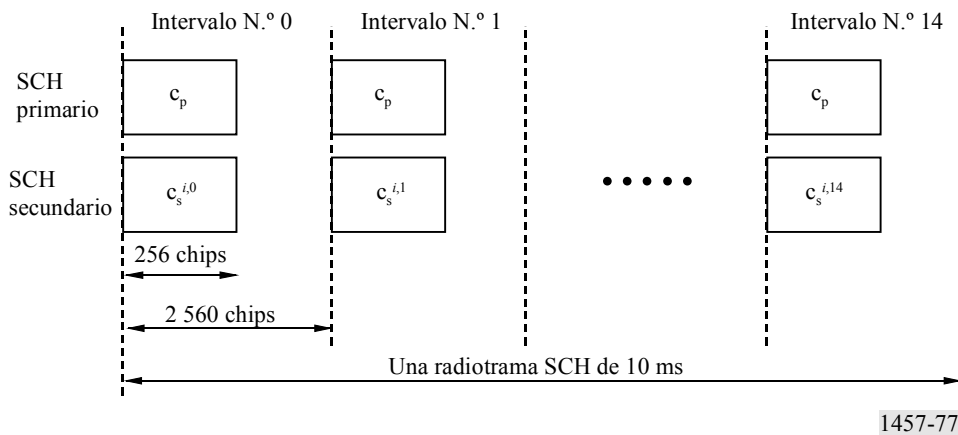 Intervalo N.º 0
Intervalo N.º 1
Intervalo N.º 14
SCH
primario
c_p
c_p
c_p
SCH
secundario
c_s^{i,0}
c_s^{i,1}
•••••
c_s^{i,14}
256 chips
2 560 chips
Una radiotrama SCH de 10 ms
1457-77